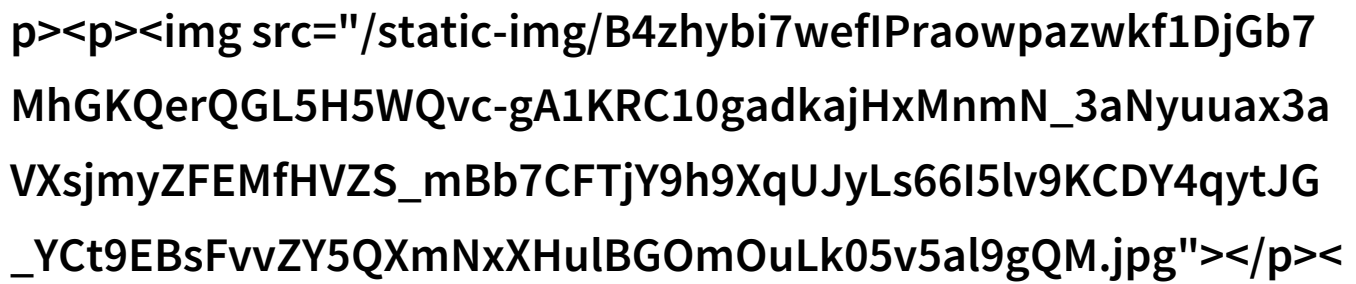 p><p><img src="/static-img/B4zhybi7wefIPraowpazwkf1DjGb7
MhGKQerQGL5H5WQvc-gA1KRC10gadkajHxMnmN_3aNyuuax3a
VXsjmyZFEMfHVZS_mBb7CFTjY9h9XqUJyLs66I5lv9KCDY4qytJG
_YCt9EBsFvvZY5QXmNxXHulBGOmOuLk05v5al9gQM.jpg"></p><